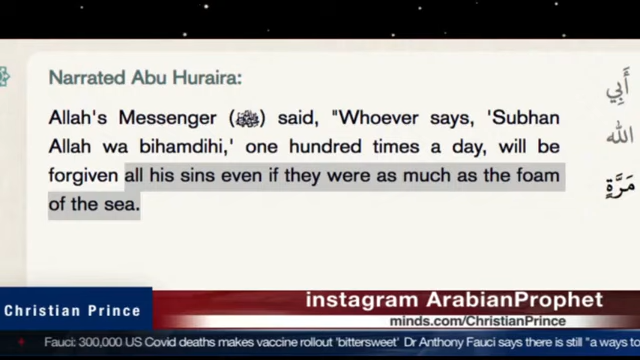 Narrated Abu Huraira:
Allah's Messenger (ﷺ) said, "Whoever says, 'Subhan
Allah wa bihamdihi,' one hundred times a day, will be
forgiven all his sins even if they were as much as the foam
of the sea.
أَبِي
الله
مَرَّةٍ
Christian Prince
instagram ArabianProphet
minds.com/ChristianPrince
Fauci: 300,000 US Covid deaths makes vaccine rollout 'bittersweet' Dr Anthony Fauci says there is still "a ways to